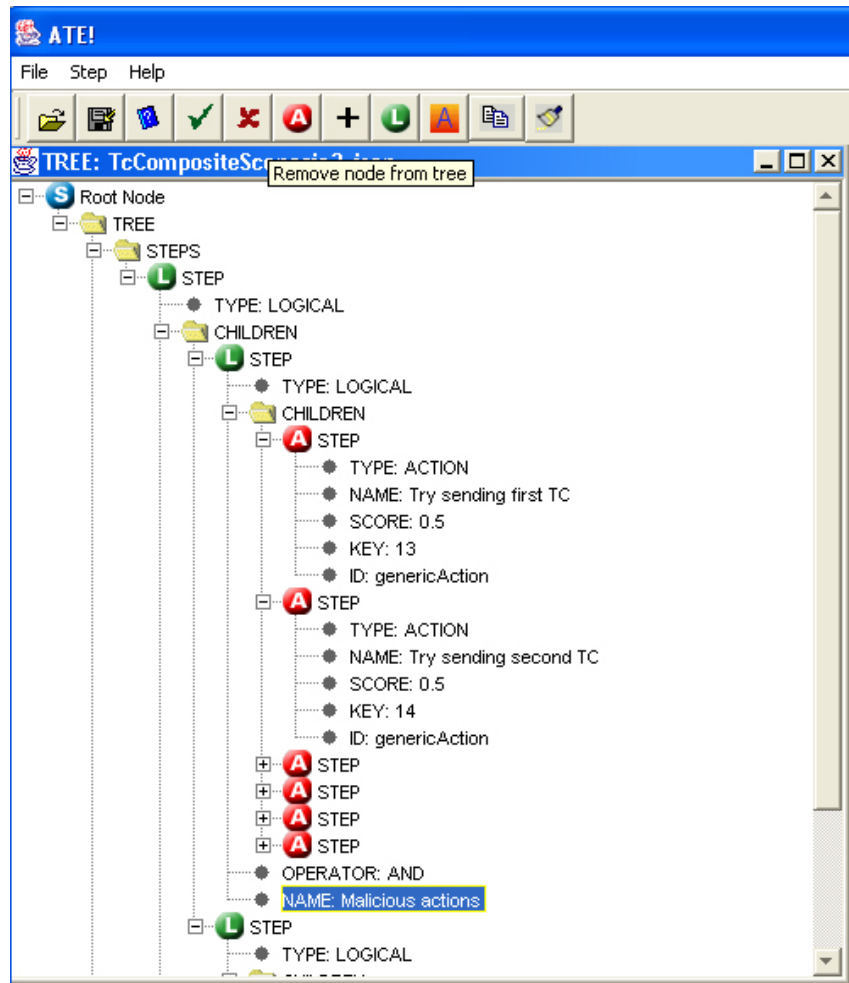 ATE!
File Step Help
A + L A
TREE: TcCompositeScenario2.json
Remove node from tree
S Root Node
TREE
STEPS
L STEP
TYPE: LOGICAL
CHILDREN
L STEP
TYPE: LOGICAL
CHILDREN
A STEP
TYPE: ACTION
NAME: Try sending first TC
SCORE: 0.5
KEY: 13
ID: genericAction
A STEP
TYPE: ACTION
NAME: Try sending second TC
SCORE: 0.5
KEY: 14
ID: genericAction
A STEP
A STEP
A STEP
A STEP
OPERATOR: AND
NAME: Malicious actions
L STEP
TYPE: LOGICAL